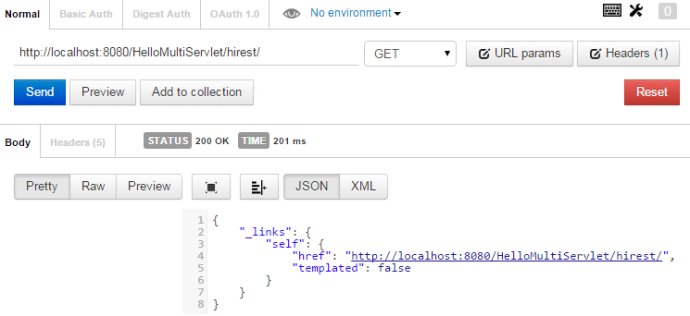 Normal Basic Auth Digest Auth OAuth 1.0 No environment 0
http://localhost:8080/HelloMultiServlet/hirest/ GET URL params Headers (1)
Send Preview Add to collection Reset
Body Headers (5) STATUS 200 OK TIME 201 ms
Pretty Raw Preview JSON XML
1 {
2 "_links": {
3 "self": {
4 "href": "http://localhost:8080/HelloMultiServlet/hirest/",
5 "templated": false
6 }
7 }
8 }